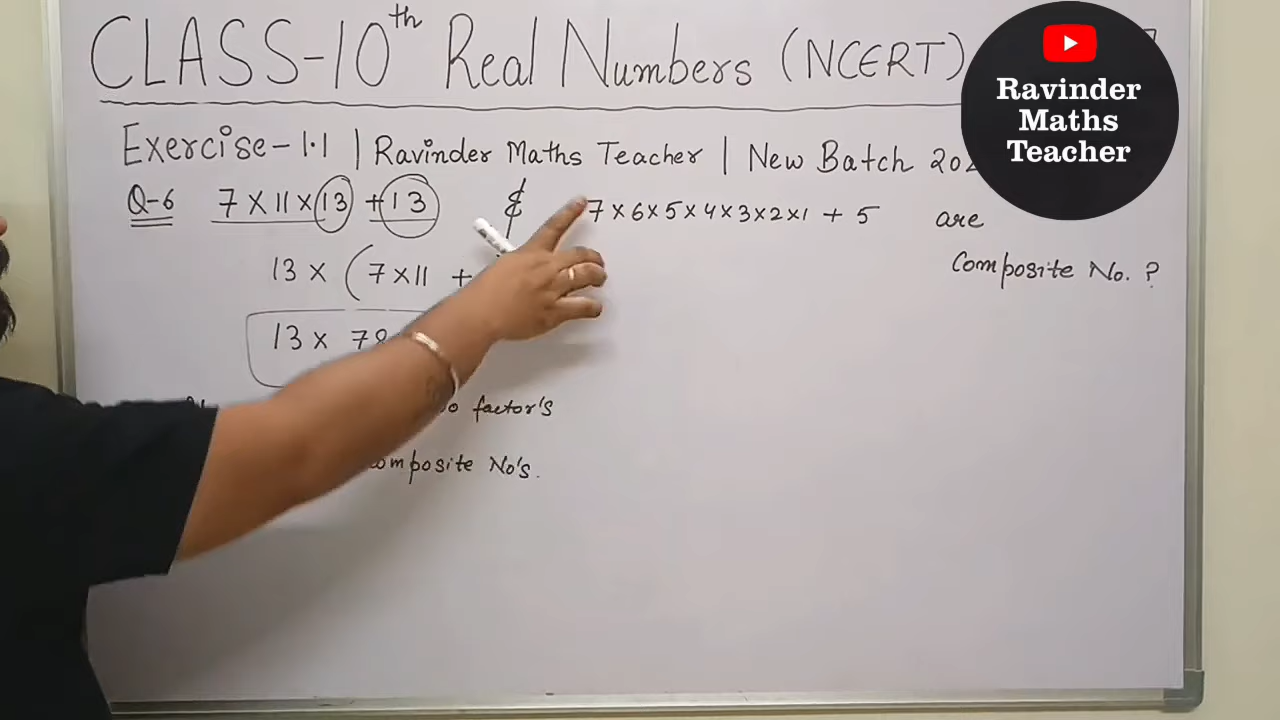 CLASS-10th Real Numbers (NCERT)
Ravinder
Maths
Teacher
Exercise-1.1 | Ravinder Maths Teacher | New Batch
Q-6 7×11×13 +13 & 7×6×5×4×3×2×1 + 5 are
Composite No. ?
13 × (7×11 +
13 × 78
factor's
composite No's.